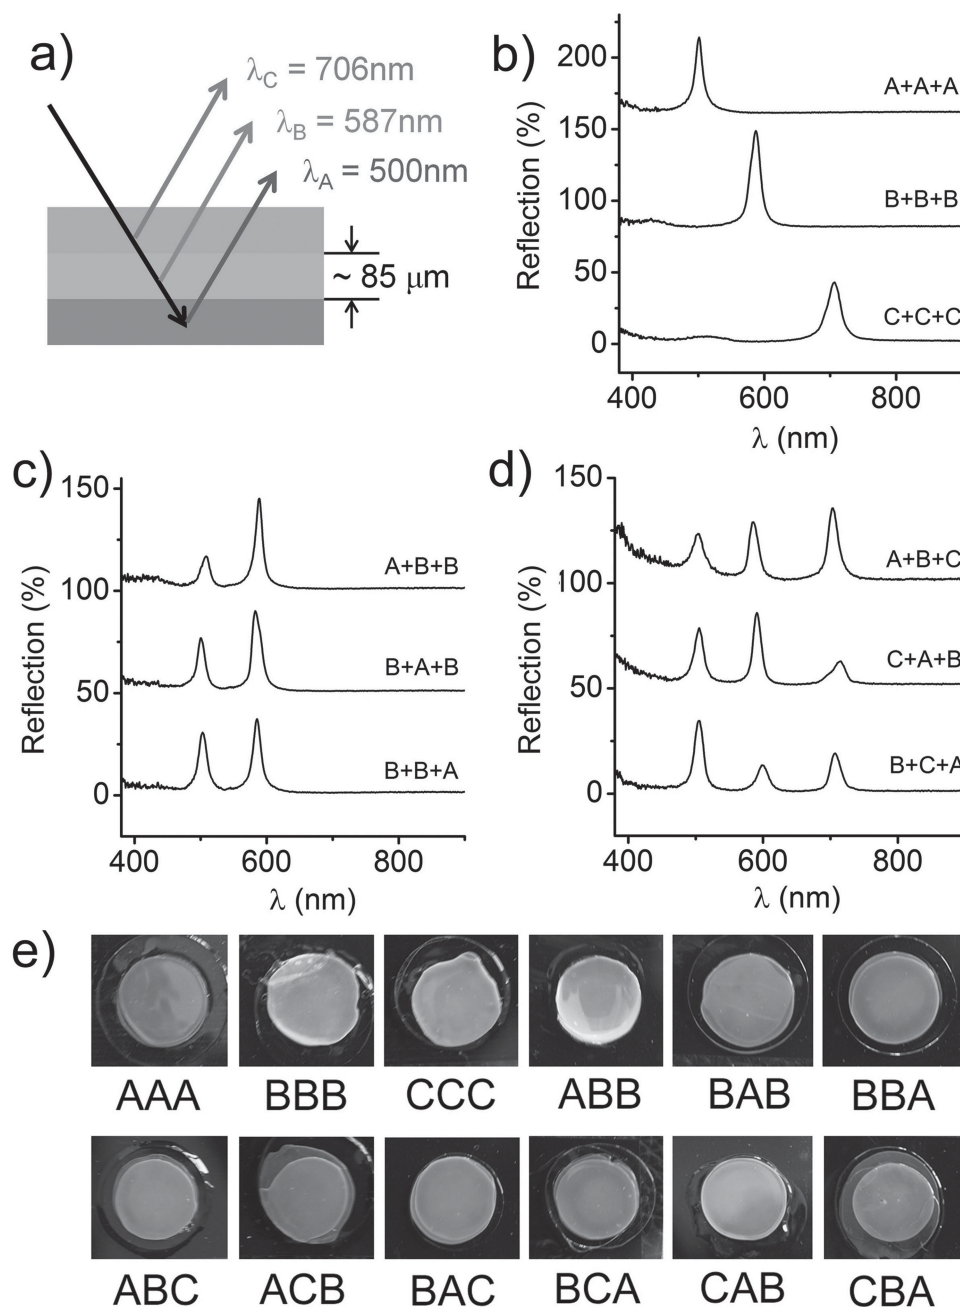 a)
λC = 706nm
λB = 587nm
λA = 500nm
~ 85 μm
b)
Reflection (%)
200
150
100
50
0
A+A+A
B+B+B
C+C+C
400 600 800
λ (nm)
c)
Reflection (%)
150
100
50
0
A+B+B
B+A+B
B+B+A
400 600 800
λ (nm)
d)
Reflection (%)
150
100
50
0
A+B+C
C+A+B
B+C+A
400 600 800
λ (nm)
e)
AAA BBB CCC ABB BAB BBA
ABC ACB BAC BCA CAB CBA